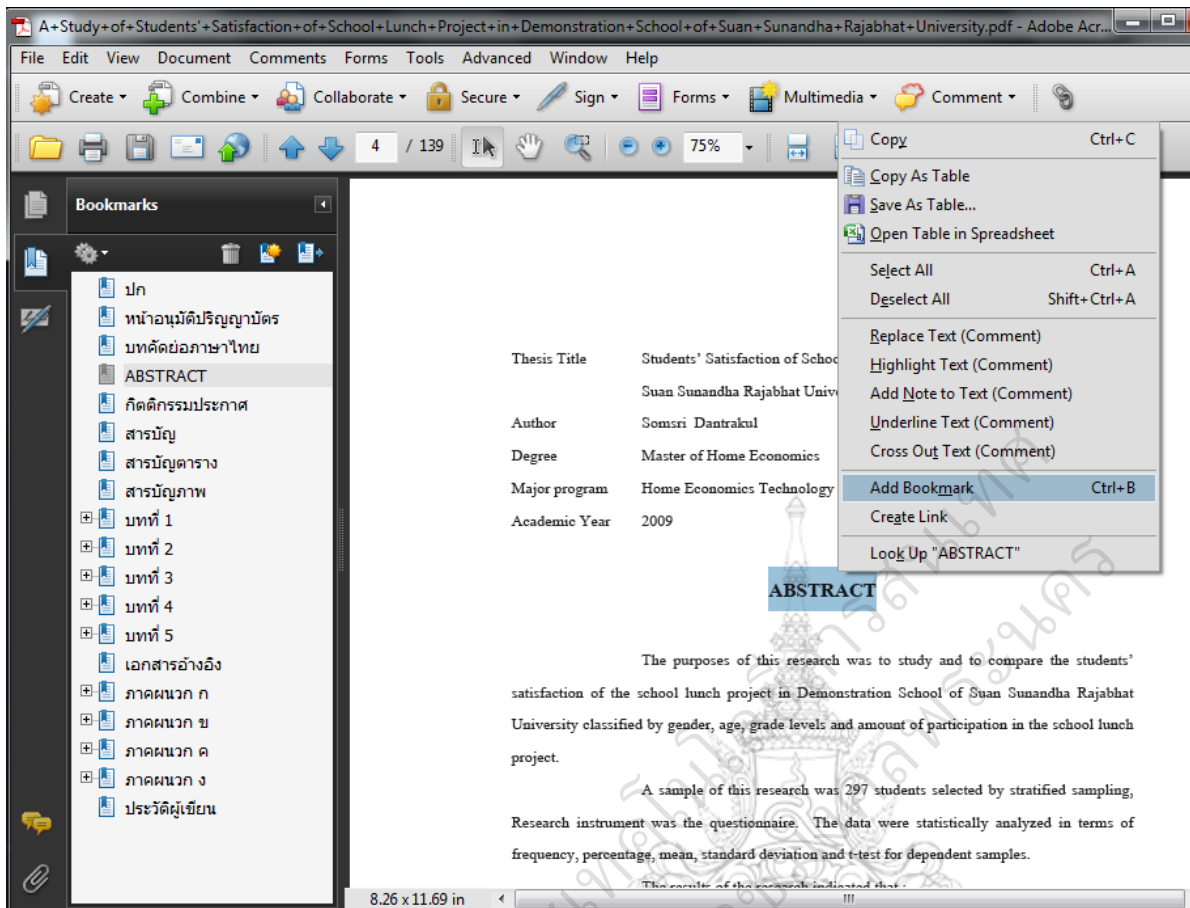 A+Study+of+Students'+Satisfaction+of+School+Lunch+Project+in+Demonstration+School+of+Suan+Sunandha+Rajabhat+University.pdf - Adobe Acr...
File Edit View Document Comments Forms Tools Advanced Window Help
Create Combine Collaborate Secure Sign Forms Multimedia Comment
4 / 139 75%
Bookmarks
ปก
หน้าอนุมัติปริญญาบัตร
บทคัดย่อภาษาไทย
ABSTRACT
กิตติกรรมประกาศ
สารบัญ
สารบัญตาราง
สารบัญภาพ
บทที่ 1
บทที่ 2
บทที่ 3
บทที่ 4
บทที่ 5
เอกสารอ้างอิง
ภาคผนวก ก
ภาคผนวก ข
ภาคผนวก ค
ภาคผนวก ง
ประวัติผู้เขียน
Copy Ctrl+C
Copy As Table
Save As Table...
Open Table in Spreadsheet
Select All Ctrl+A
Deselect All Shift+Ctrl+A
Replace Text (Comment)
Highlight Text (Comment)
Add Note to Text (Comment)
Underline Text (Comment)
Cross Out Text (Comment)
Add Bookmark Ctrl+B
Create Link
Look Up "ABSTRACT"
Thesis Title Students' Satisfaction of
Suan Sunandha Rajabhat
Author Somsri Dantrakul
Degree Master of Home Economics
Major program Home Economics Technology
Academic Year 2009
ABSTRACT
The purposes of this research was to study and to compare the students'
satisfaction of the school lunch project in Demonstration School of Suan Sunandha Rajabhat
University classified by gender, age, grade levels and amount of participation in the school lunch
project.
A sample of this research was 297 students selected by stratified sampling,
Research instrument was the questionnaire. The data were statistically analyzed in terms of
frequency, percentage, mean, standard deviation and t-test for dependent samples.
The results of the research indicated that :
8.26 x 11.69 in